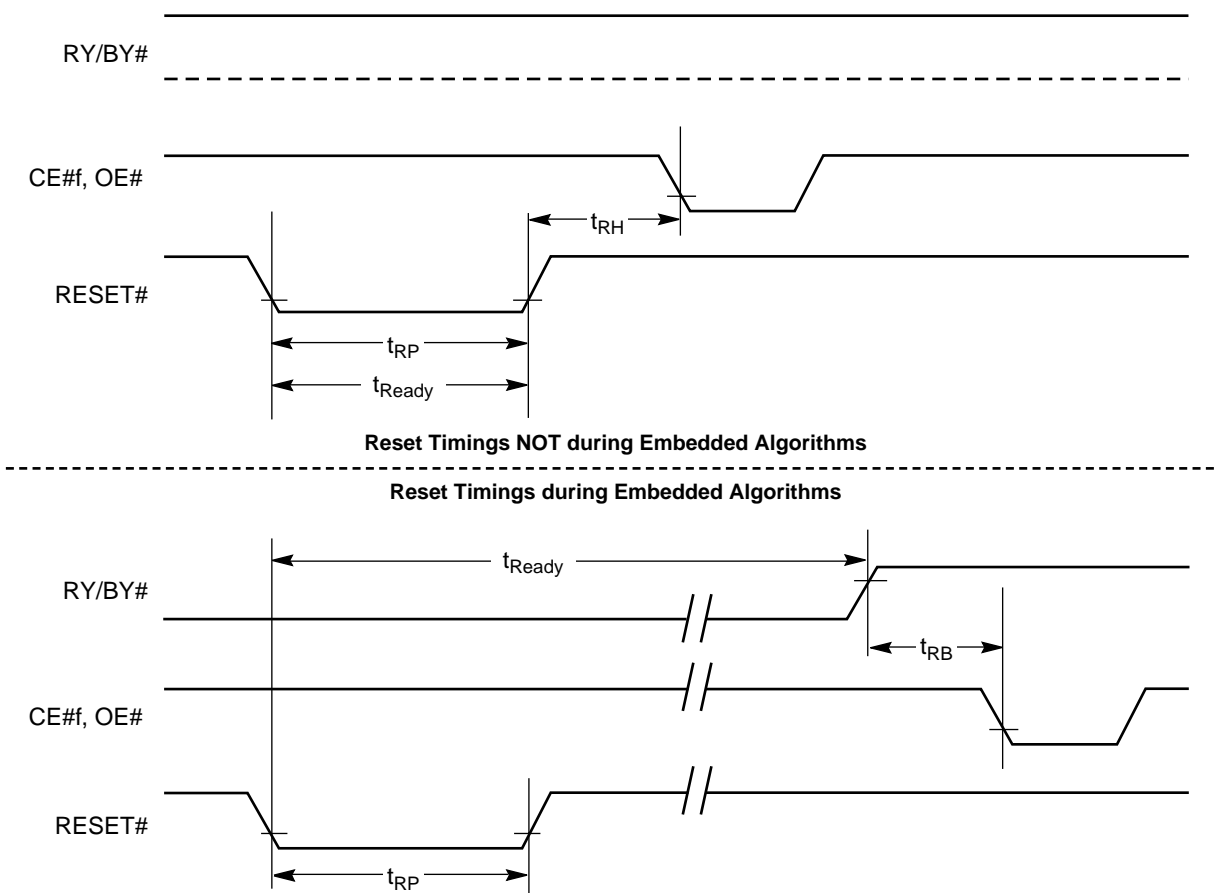 RY/BY#
CE#f, OE#
tRH
RESET#
tRP
tReady
Reset Timings NOT during Embedded Algorithms
Reset Timings during Embedded Algorithms
tReady
RY/BY#
tRB
CE#f, OE#
RESET#
tRP